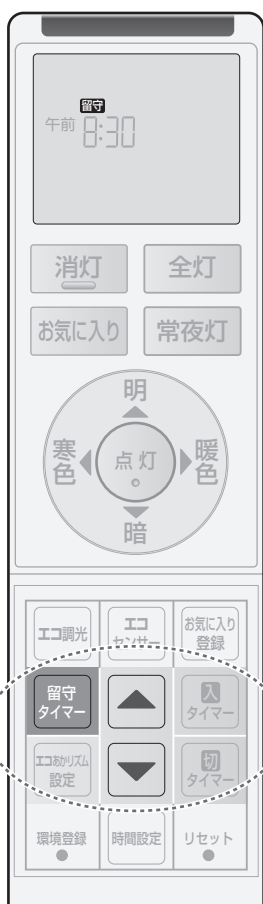 留守
午前 8:30
消灯
全灯
お気に入り
常夜灯
明
寒色
点灯
暖色
暗
エコ調光
エコ
センサー
お気に入り
登録
留守
タイマー
入
タイマー
エコあかリズム
設定
切
タイマー
環境登録
時間設定
リセット